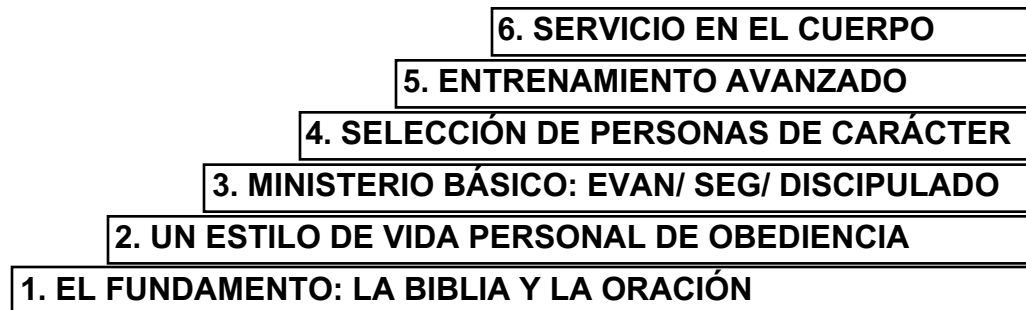 6. SERVICIO EN EL CUERPO
5. ENTRENAMIENTO AVANZADO
4. SELECCIÓN DE PERSONAS DE CARÁCTER
3. MINISTERIO BÁSICO: EVAN/ SEG/ DISCIPULADO
2. UN ESTILO DE VIDA PERSONAL DE OBEDIENCIA
1. EL FUNDAMENTO: LA BIBLIA Y LA ORACIÓN